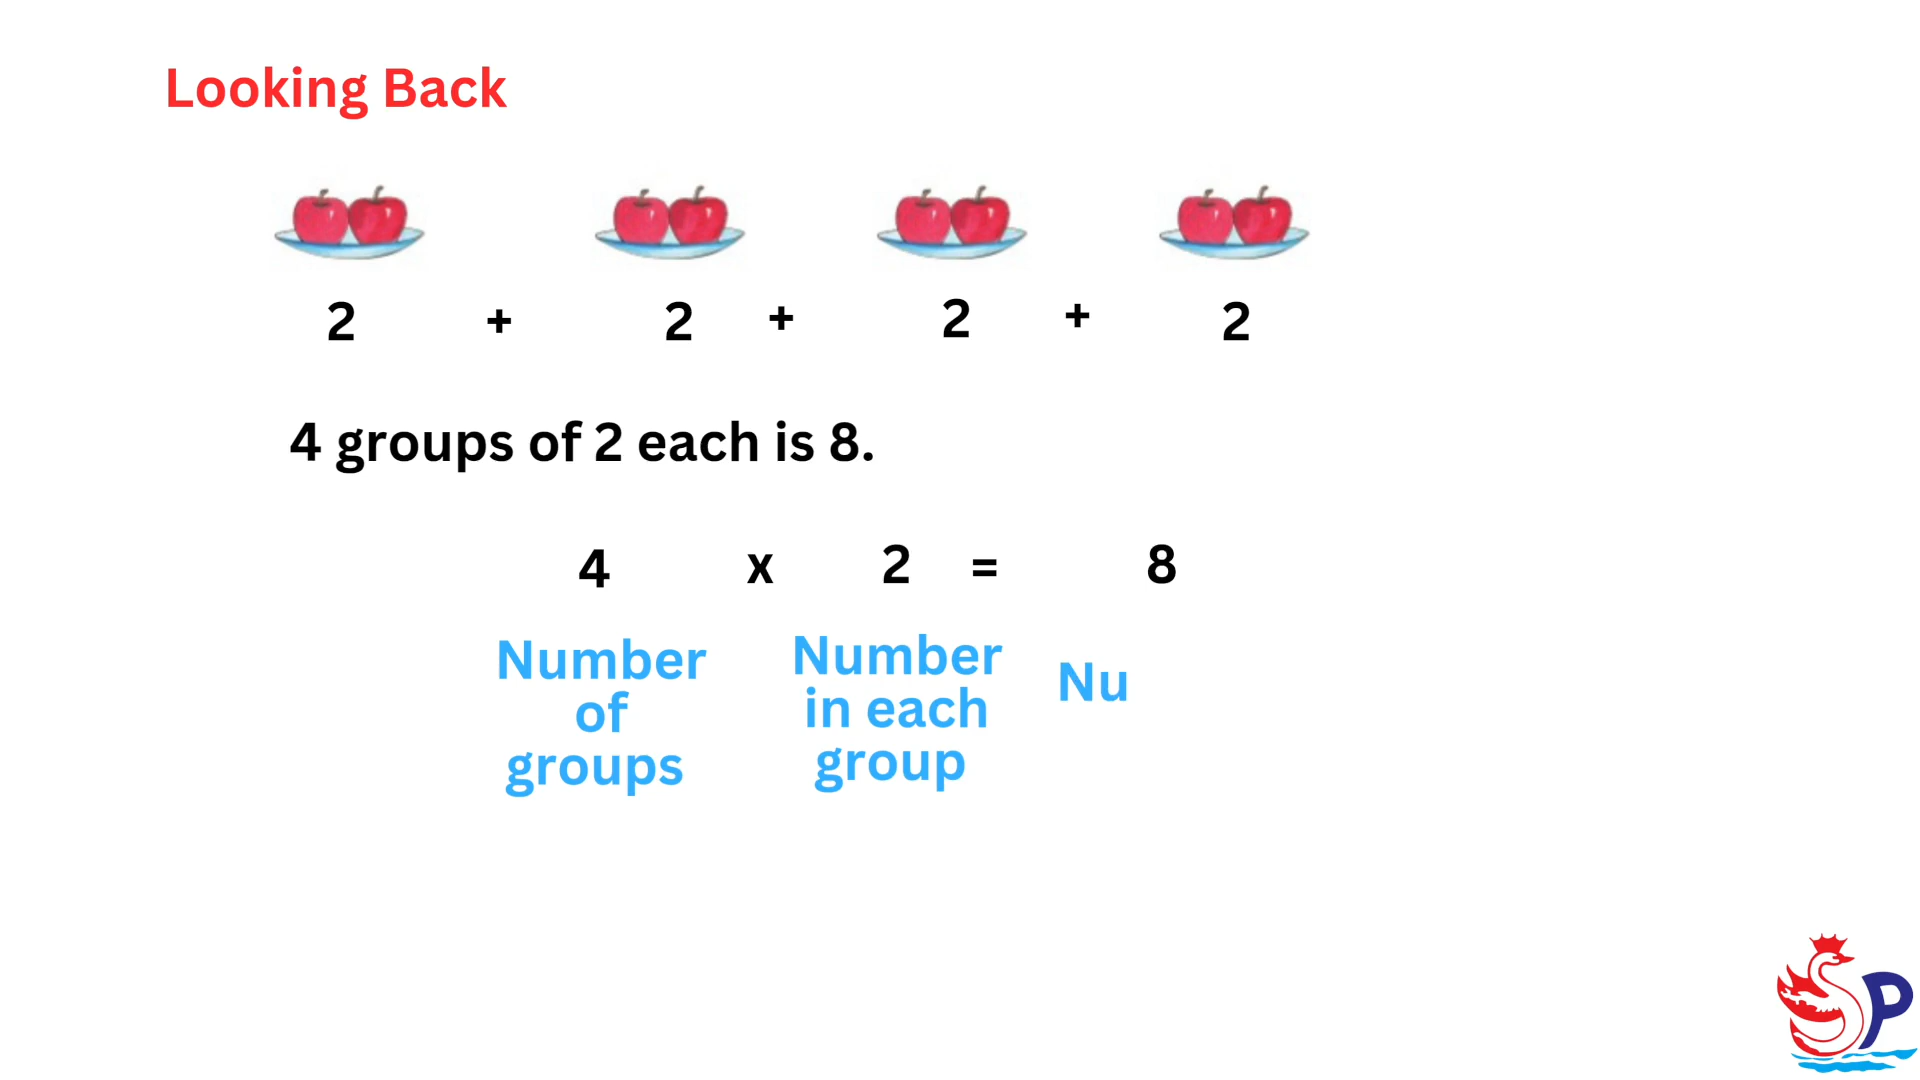 Looking Back
2 + 2 + 2 + 2
4 groups of 2 each is 8.
4 x 2 = 8
Number
of
groups
Number
in each
group
Nu
P